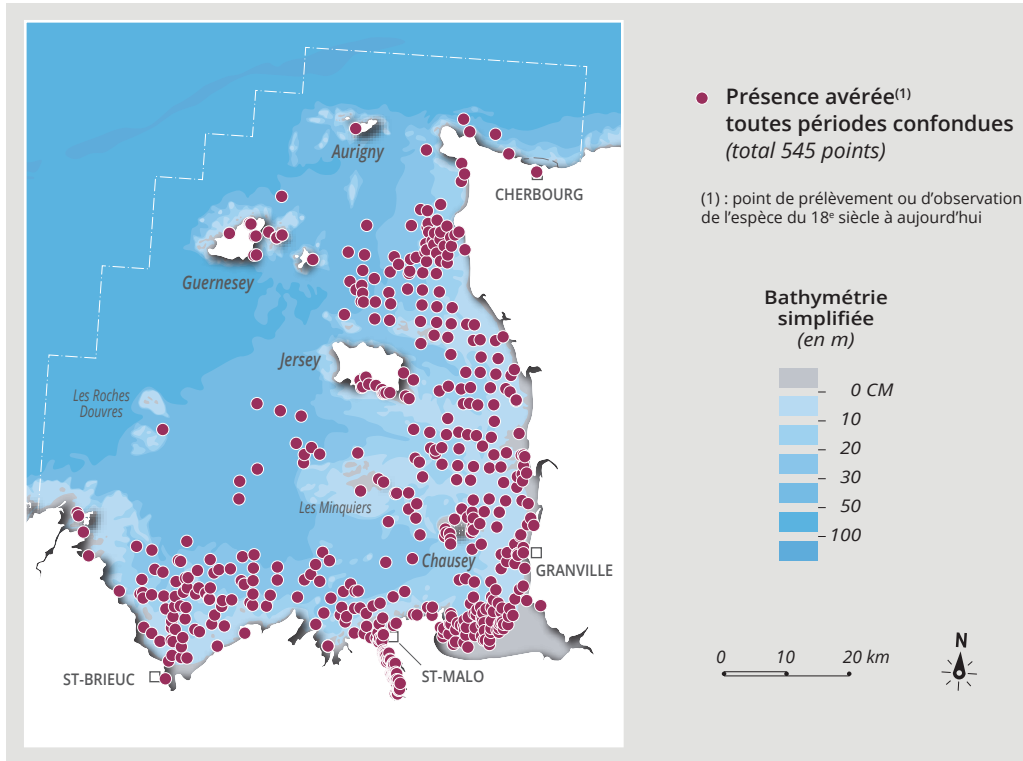 Aurigny
CHERBOURG
Guernesey
Jersey
Les Roches
Douvres
Les Minquiers
Chausey
GRANVILLE
ST-BRIEUC
ST-MALO
Présence avérée(1)
toutes périodes confondues
(total 545 points)
(1) : point de prélèvement ou d'observation
de l'espèce du 18e siècle à aujourd'hui
Bathymétrie
simplifiée
(en m)
0 CM
10
20
30
50
100
0 10 20 km
N